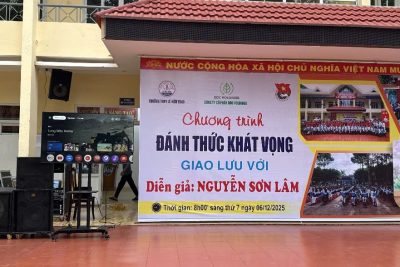 NƯỚC CỘNG HÒA XÃ HỘI CHỦ NGHĨA VIỆT NAM
Chương trình
ĐÁNH THỨC KHÁT VỌNG
GIAO LƯU VỚI
Diễn giả: NGUYỄN SƠN LÂM
Thời gian: 8h00' sáng thứ 7 ngày 06/12/2025